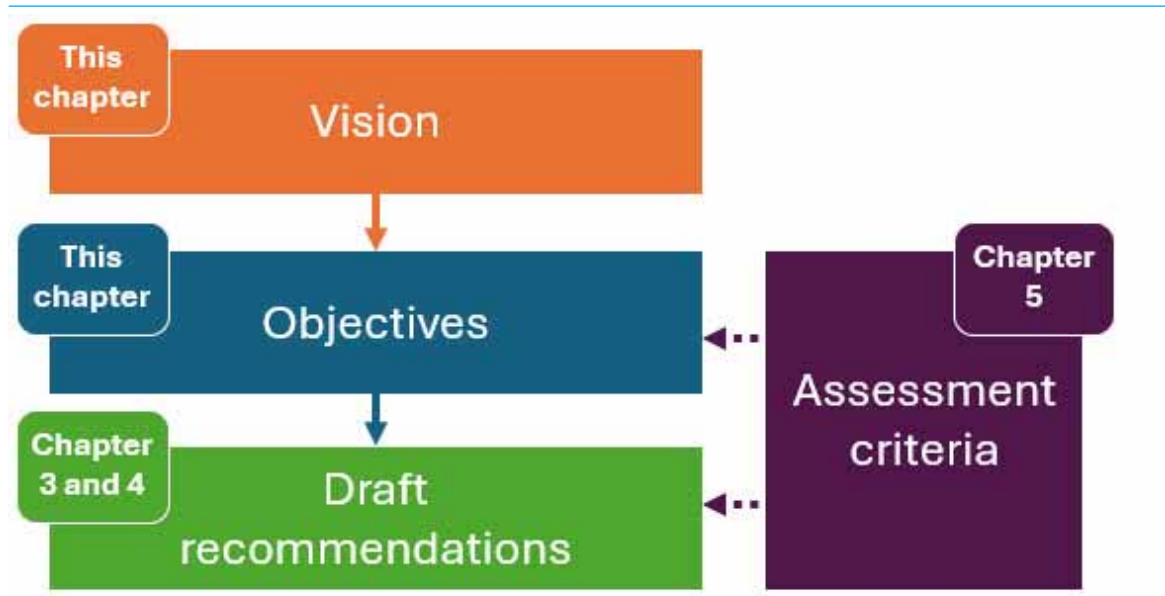 This
chapter
Vision
This
chapter
Objectives
Chapter
3 and 4
Draft
recommendations
Chapter
5
Assessment
criteria